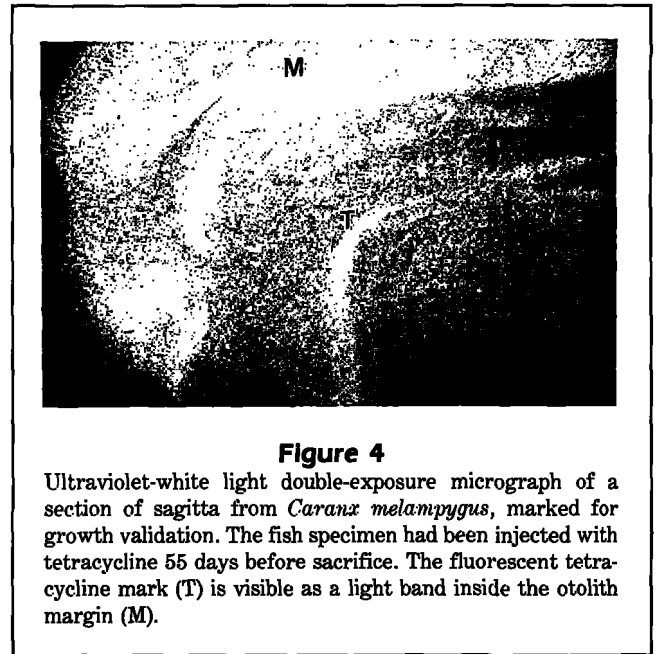 M
T
Figure 4
Ultraviolet-white light double-exposure micrograph of a
section of sagitta from Caranx melampygus, marked for
growth validation. The fish specimen had been injected with
tetracycline 55 days before sacrifice. The fluorescent tetra-
cycline mark (T) is visible as a light band inside the otolith
margin (M).